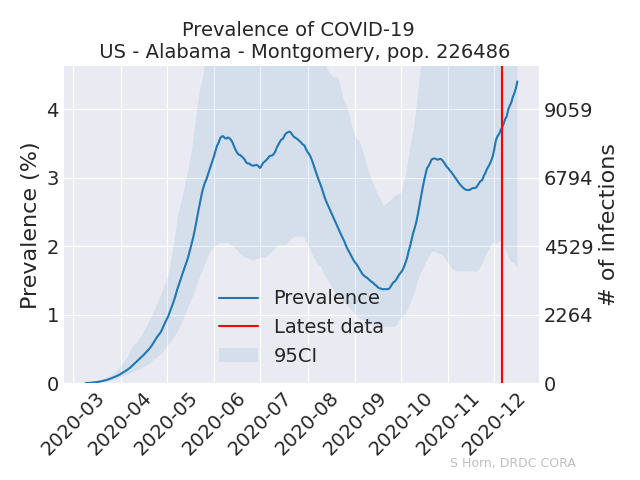 Prevalence of COVID-19
US - Alabama - Montgomery, pop. 226486
Prevalence (%)
4
3
2
1
0
9059
6794
4529
2264
0
# of infections
Prevalence
Latest data
95CI
2020-03
2020-04
2020-05
2020-06
2020-07
2020-08
2020-09
2020-10
2020-11
2020-12
S Horn, DRDC CORA